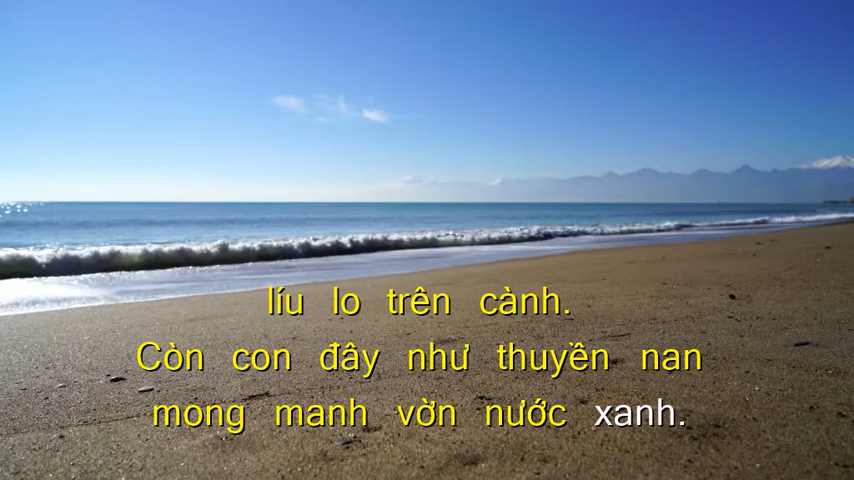 líu lo trên cành.
Còn con đây như thuyền nan
mong manh vờn nước xanh.